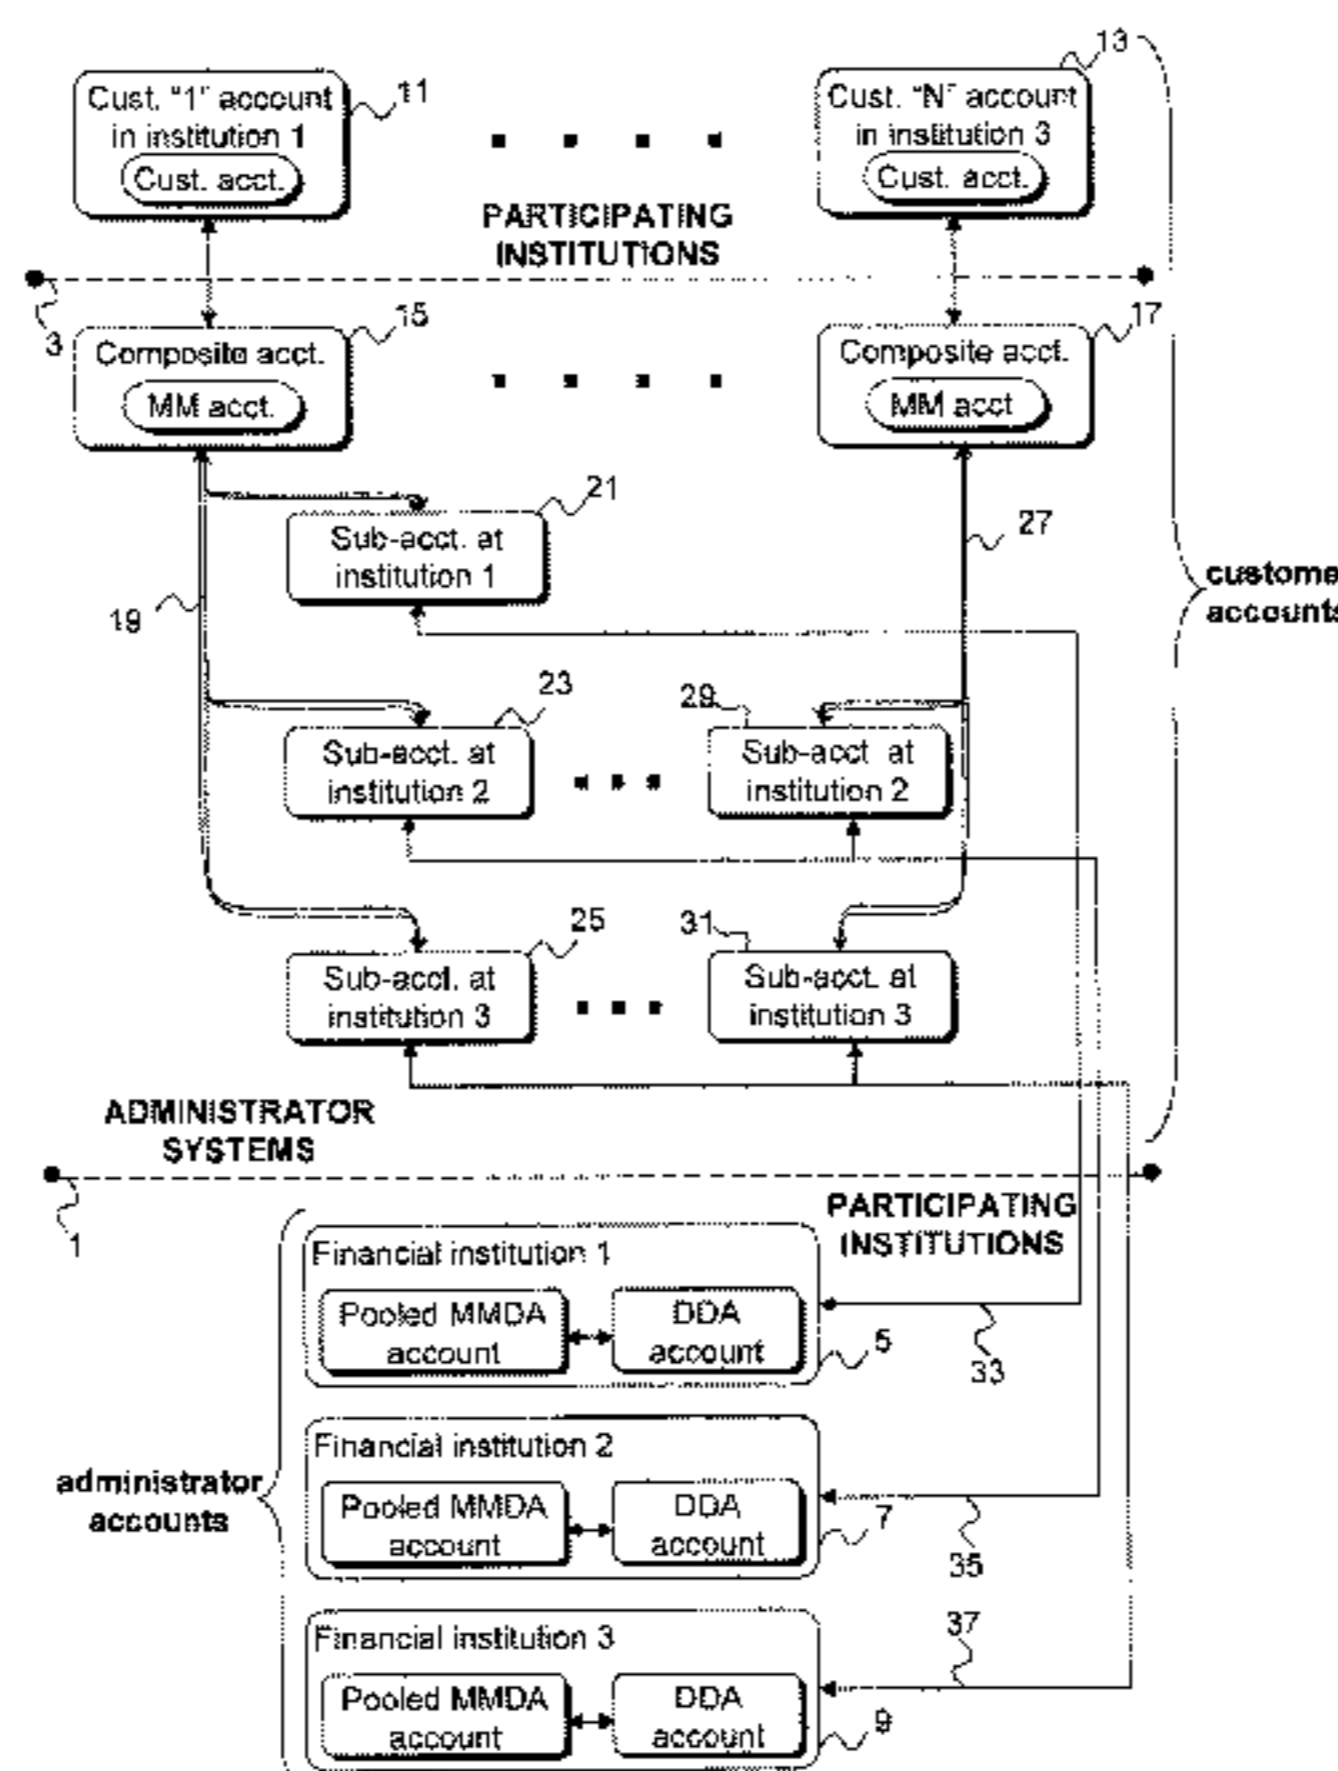 13
Cust. "1" account
in institution 1
Cust. acct.
11
Cust. "N" account
in institution 3
Cust. acct.
PARTICIPATING
INSTITUTIONS
3
15
Composite acct.
MM acct.
17
Composite acct.
MM acct
21
Sub-acct. at
institution 1
27
19
custome
accounts
23
Sub-acct. at
institution 2
29
Sub-acct at
institution 2
25
Sub-acct. at
institution 3
31
Sub-acct. at
institution 3
ADMINISTRATOR
SYSTEMS
1
PARTICIPATING
INSTITUTIONS
Financial institution 1
Pooled MMDA
account
DDA
account
5
33
administrator
accounts
Financial institution 2
Pooled MMDA
account
DDA
account
7
35
Financial institution 3
Pooled MMDA
account
DDA
account
9
37